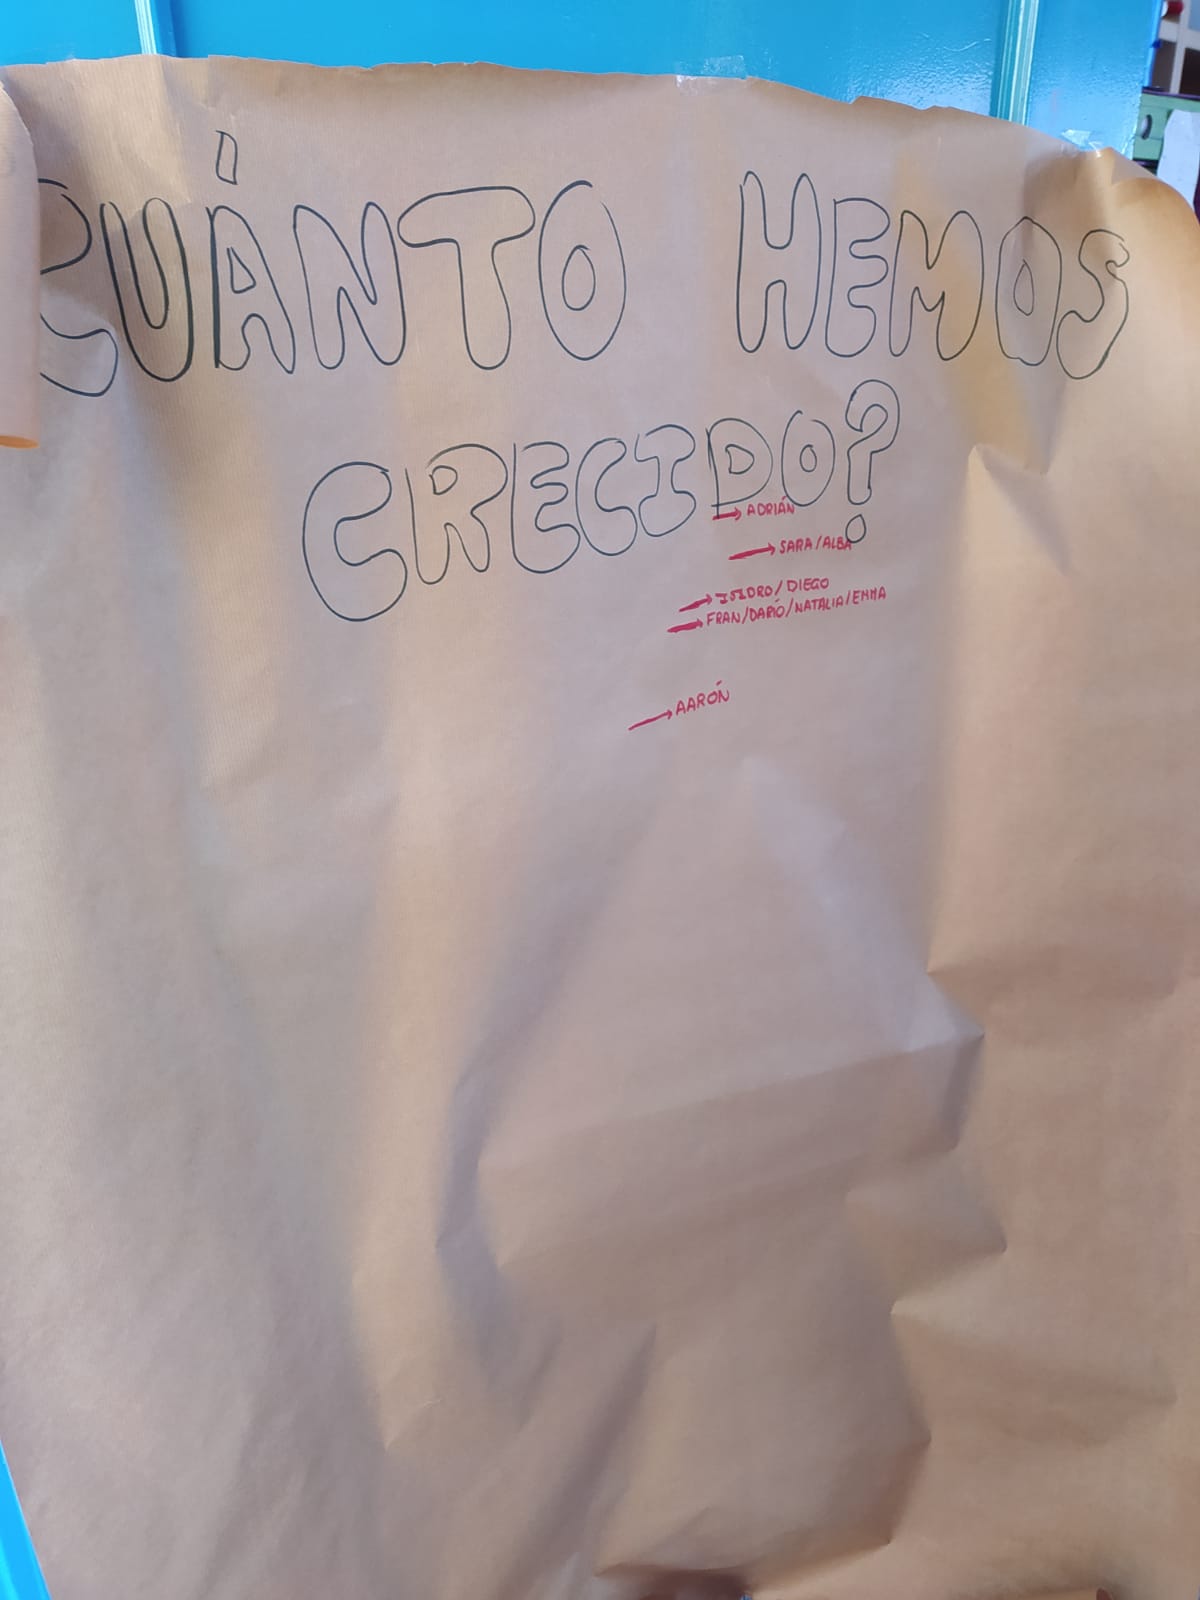 CUÁNTO HEMOS
CRECIDO?
ADRIÁN
SARA/ALBA
ISIDRO/DIEGO
FRAN/DARÍO/NATALIA/EMMA
AARÓN